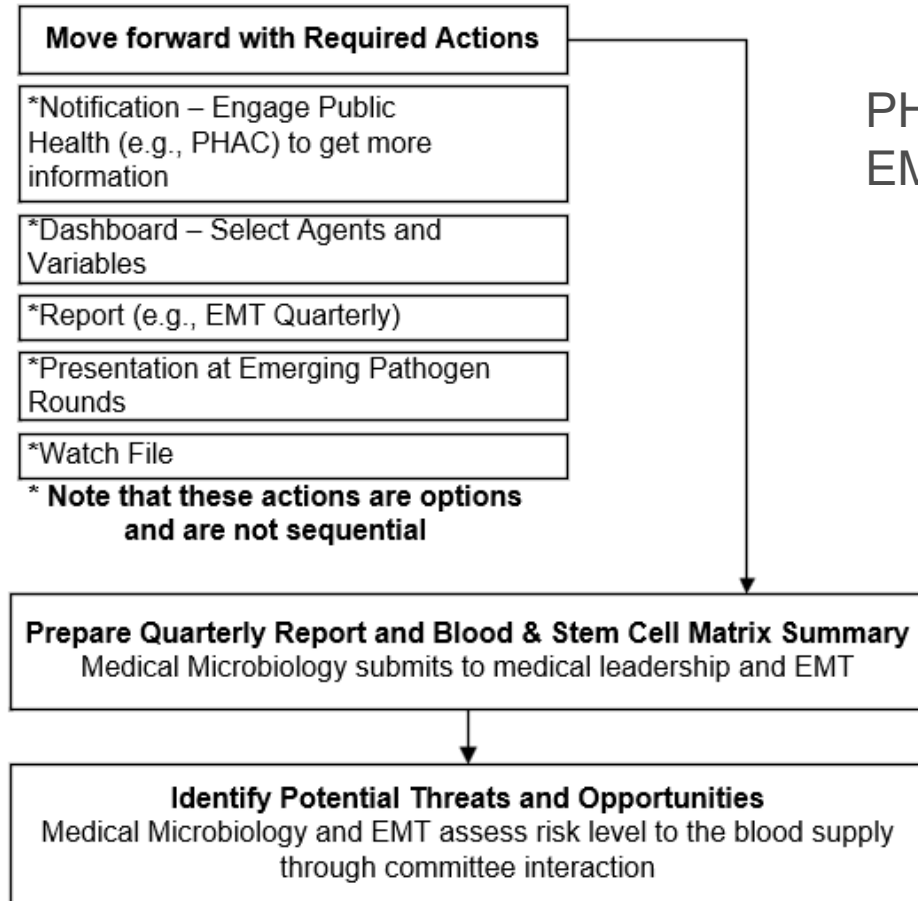 Move forward with Required Actions
*Notification – Engage Public
Health (e.g., PHAC) to get more
information
*Dashboard – Select Agents and
Variables
*Report (e.g., EMT Quarterly)
*Presentation at Emerging Pathogen
Rounds
*Watch File
* Note that these actions are options
and are not sequential
PH
EM
Prepare Quarterly Report and Blood & Stem Cell Matrix Summary
Medical Microbiology submits to medical leadership and EMT
Identify Potential Threats and Opportunities
Medical Microbiology and EMT assess risk level to the blood supply
through committee interaction